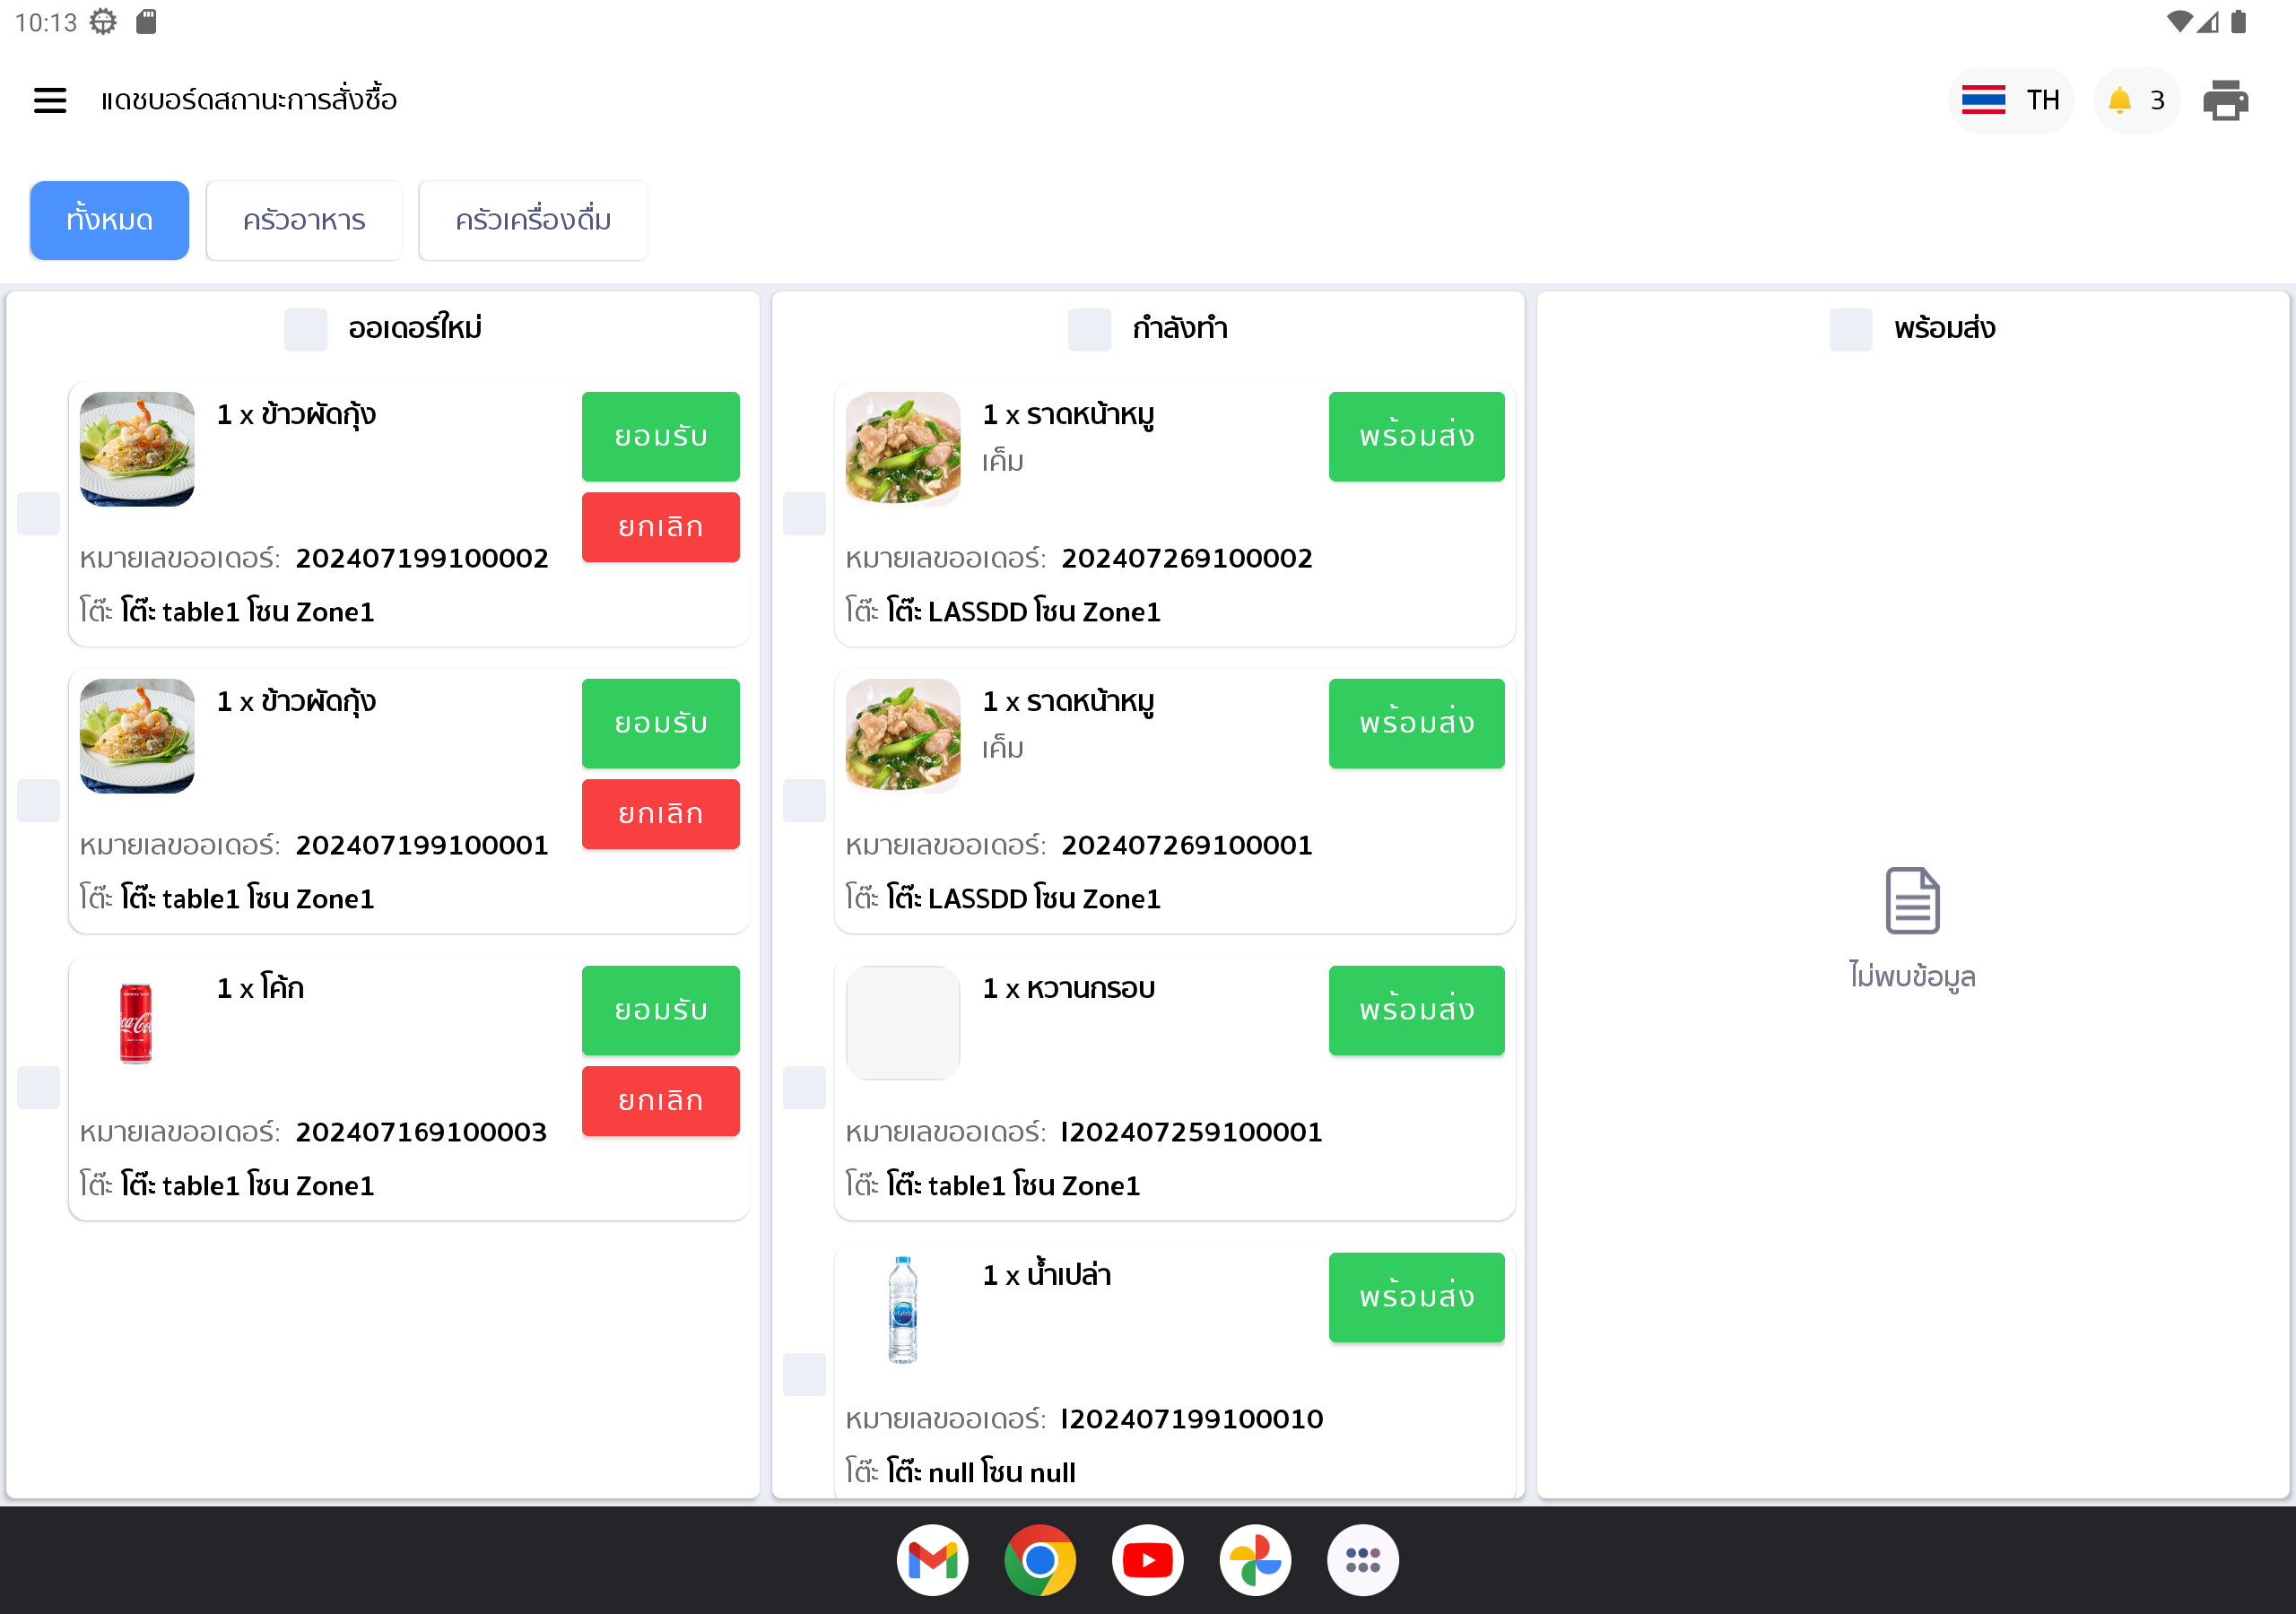 10:13
แดชบอร์ดสถานะการสั่งซื้อ
TH
3
ทั้งหมด
ครัวอาหาร
ครัวเครื่องดื่ม
ออเดอร์ใหม่
1 x ข้าวผัดกุ้ง
ยอมรับ
ยกเลิก
หมายเลขออเดอร์: 202407199100002
โต๊ะ โต๊ะ table1 โซน Zone1
1 x ข้าวผัดกุ้ง
ยอมรับ
ยกเลิก
หมายเลขออเดอร์: 202407199100001
โต๊ะ โต๊ะ table1 โซน Zone1
1 x โค้ก
ยอมรับ
ยกเลิก
หมายเลขออเดอร์: 202407169100003
โต๊ะ โต๊ะ table1 โซน Zone1
กำลังทำ
1 x ราดหน้าหมู
เค็ม
พร้อมส่ง
หมายเลขออเดอร์: 202407269100002
โต๊ะ โต๊ะ LASSDD โซน Zone1
1 x ราดหน้าหมู
เค็ม
พร้อมส่ง
หมายเลขออเดอร์: 202407269100001
โต๊ะ โต๊ะ LASSDD โซน Zone1
1 x หวานกรอบ
พร้อมส่ง
หมายเลขออเดอร์: I202407259100001
โต๊ะ โต๊ะ table1 โซน Zone1
1 x น้ำเปล่า
พร้อมส่ง
หมายเลขออเดอร์: I202407199100010
โต๊ะ โต๊ะ null โซน null
พร้อมส่ง
ไม่พบข้อมูล